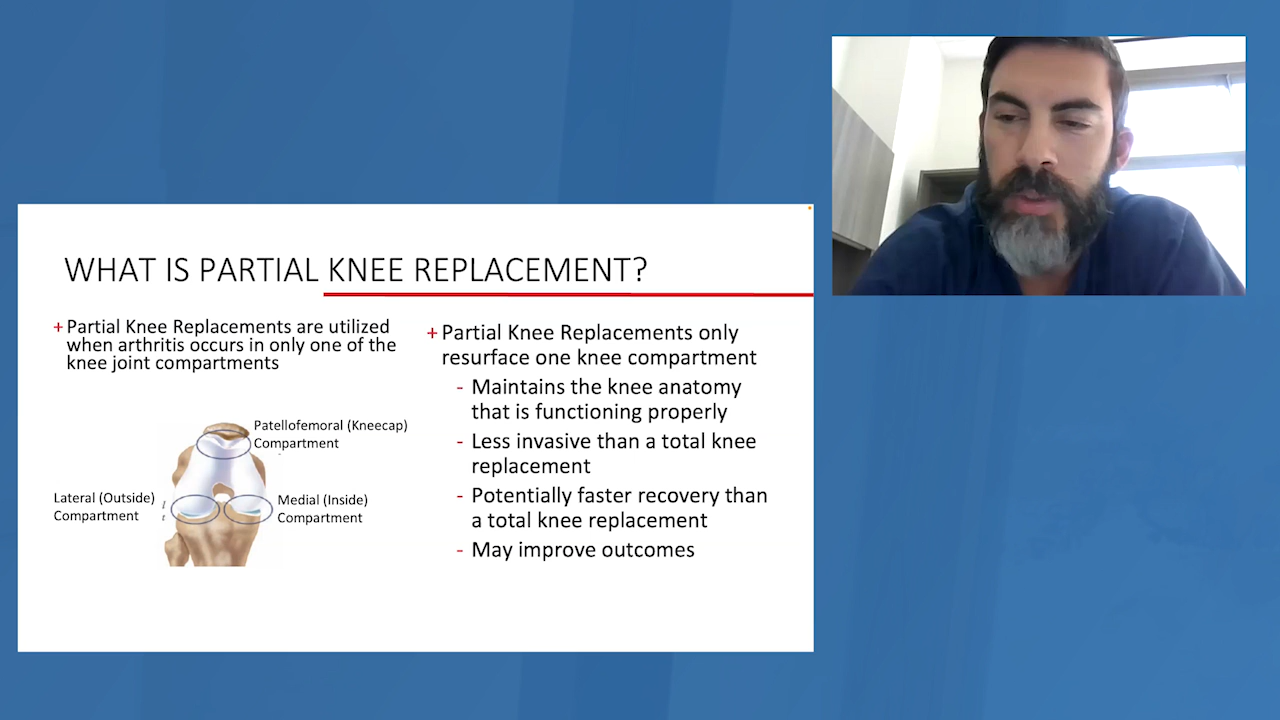 WHAT IS PARTIAL KNEE REPLACEMENT?
+ Partial Knee Replacements are utilized
when arthritis occurs in only one of the
knee joint compartments
Patellofemoral (Kneecap)
Compartment
Lateral (Outside)
Compartment
Medial (Inside)
Compartment
+ Partial Knee Replacements only
resurface one knee compartment
- Maintains the knee anatomy
that is functioning properly
- Less invasive than a total knee
replacement
- Potentially faster recovery than
a total knee replacement
- May improve outcomes